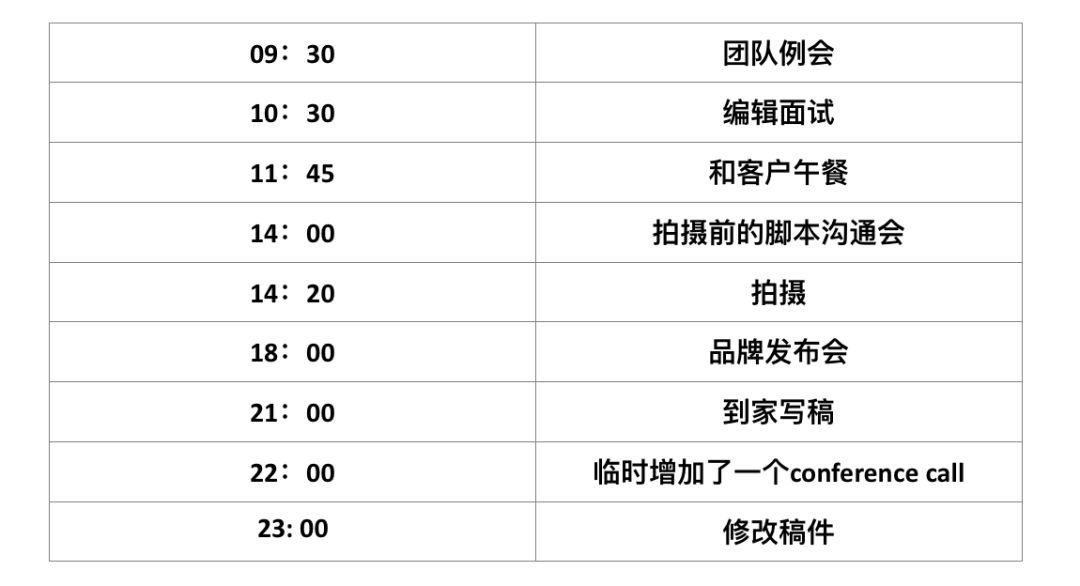 09：30 团队例会
10：30 编辑面试
11：45 和客户午餐
14：00 拍摄前的脚本沟通会
14：20 拍摄
18：00 品牌发布会
21：00 到家写稿
22：00 临时增加了一个conference call
23: 00 修改稿件